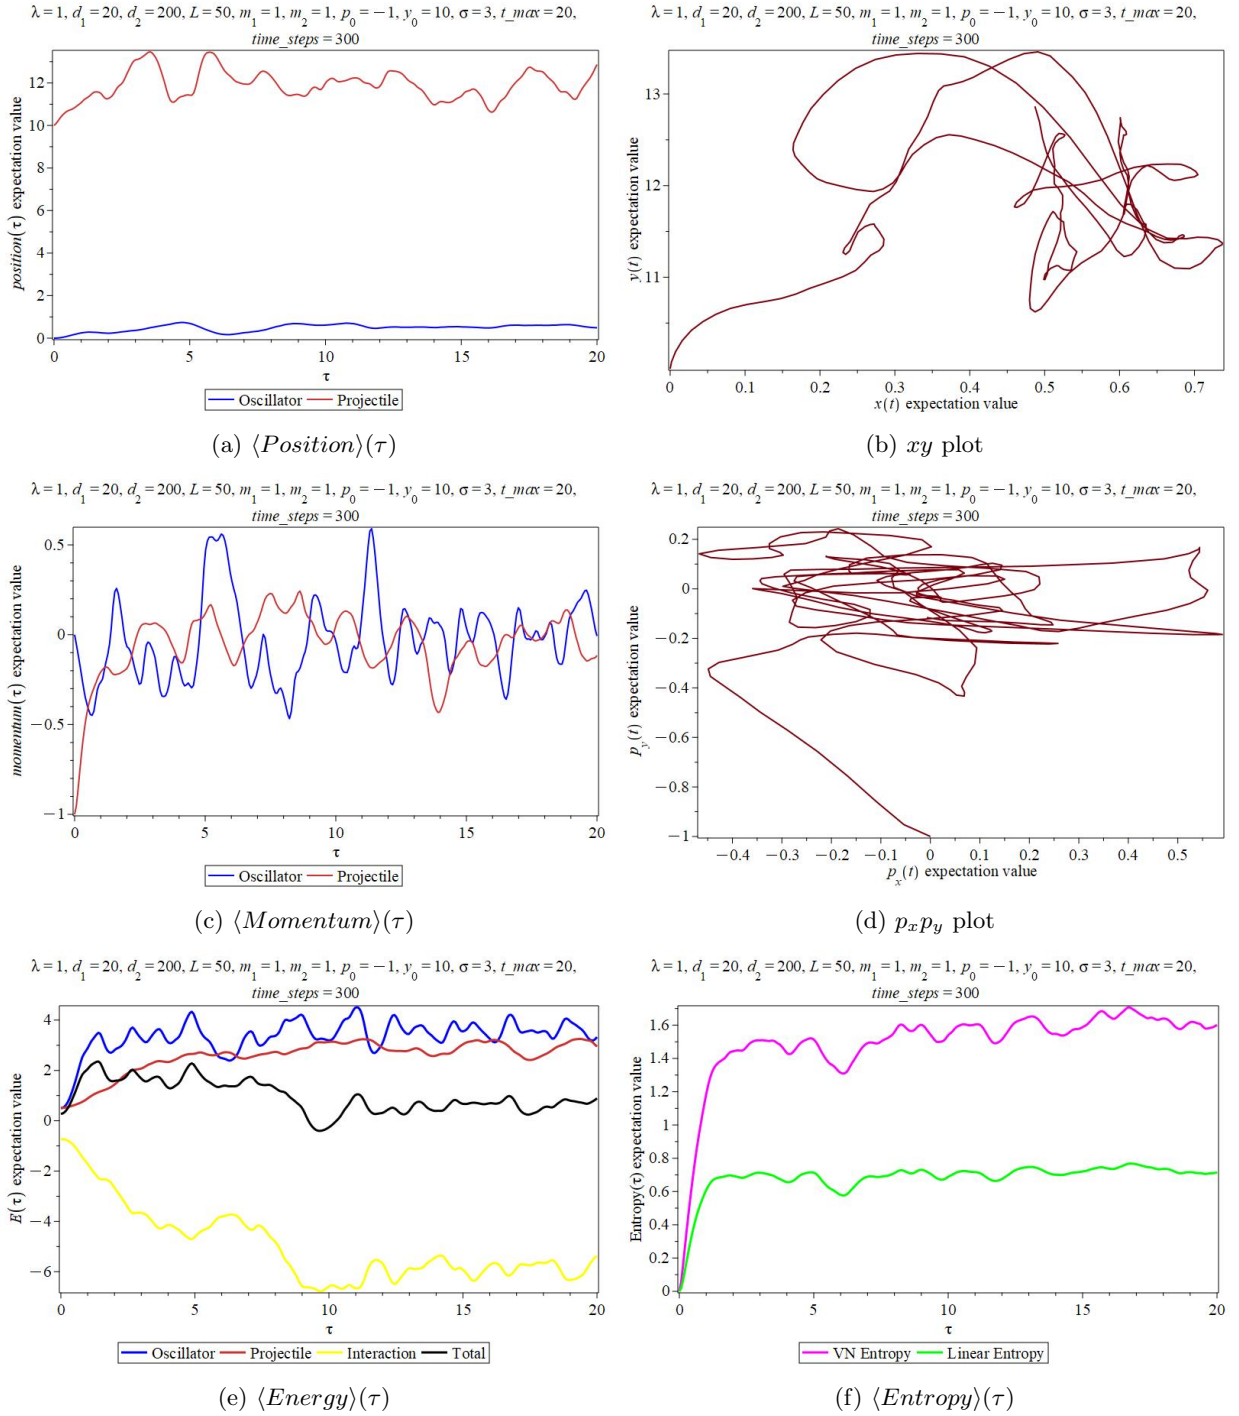 λ=1, d1=20, d2=200, L=50, m1=1, m2=1, p0=−1, y0=10, σ=3, t_max=20,
time_steps=300
position(τ) expectation value
12
10
8
6
4
2
0
0 5 10 15 20
τ
Oscillator Projectile
(a) ⟨Position⟩(τ)
λ=1, d1=20, d2=200, L=50, m1=1, m2=1, p0=−1, y0=10, σ=3, t_max=20,
time_steps=300
y(t) expectation value
13
12
11
0 0.1 0.2 0.3 0.4 0.5 0.6 0.7
x(t) expectation value
(b) xy plot
λ=1, d1=20, d2=200, L=50, m1=1, m2=1, p0=−1, y0=10, σ=3, t_max=20,
time_steps=300
momentum(τ) expectation value
0.5
0
−0.5
−1
0 5 10 15 20
τ
Oscillator Projectile
(c) ⟨Momentum⟩(τ)
λ=1, d1=20, d2=200, L=50, m1=1, m2=1, p0=−1, y0=10, σ=3, t_max=20,
time_steps=300
py(t) expectation value
0.2
0
−0.2
−0.4
−0.6
−0.8
−1
−0.4 −0.3 −0.2 −0.1 0 0.1 0.2 0.3 0.4 0.5
px(t) expectation value
(d) pxpy plot
λ=1, d1=20, d2=200, L=50, m1=1, m2=1, p0=−1, y0=10, σ=3, t_max=20,
time_steps=300
E(τ) expectation value
4
2
0
−2
−4
−6
0 5 10 15 20
τ
Oscillator Projectile Interaction Total
(e) ⟨Energy⟩(τ)
λ=1, d1=20, d2=200, L=50, m1=1, m2=1, p0=−1, y0=10, σ=3, t_max=20,
time_steps=300
Entropy(τ) expectation value
1.6
1.4
1.2
1
0.8
0.6
0.4
0.2
0
0 5 10 15 20
τ
VN Entropy Linear Entropy
(f) ⟨Entropy⟩(τ)